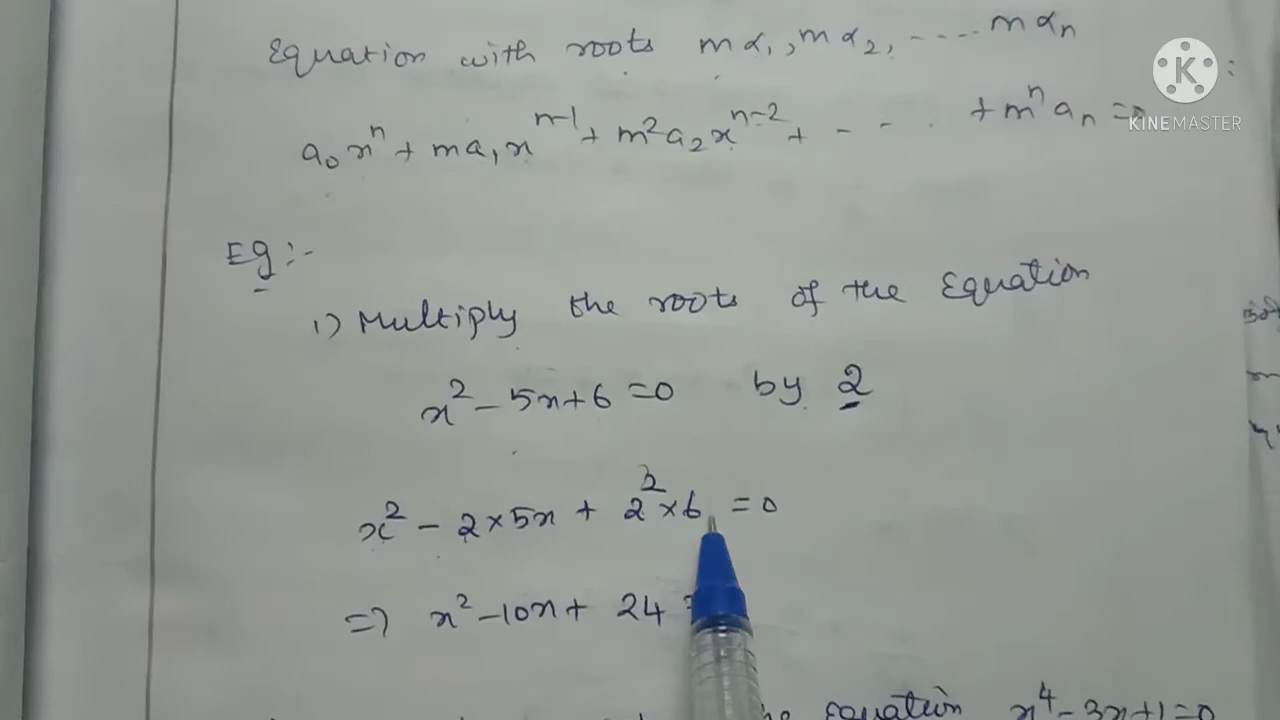 Equation with roots mα₁, mα₂, ..... mαₙ
K
KINEMASTER
a₀xⁿ + ma₁xⁿ⁻¹ + m²a₂xⁿ⁻² + - - . + mⁿaₙ =
Eg :-
1) Multiply the roots of the Equation
x² - 5x + 6 = 0 by 2
x² - 2 × 5x + 2² × 6 = 0
=> x² - 10x + 24
equation x⁴ - 3x + 1 = 0